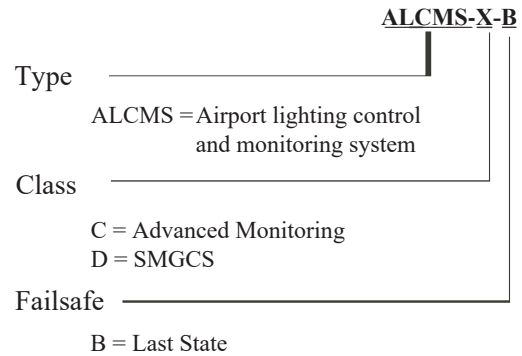 ALCMS-X-B
Type
ALCMS = Airport lighting control
and monitoring system
Class
C = Advanced Monitoring
D = SMGCS
Failsafe
B = Last State